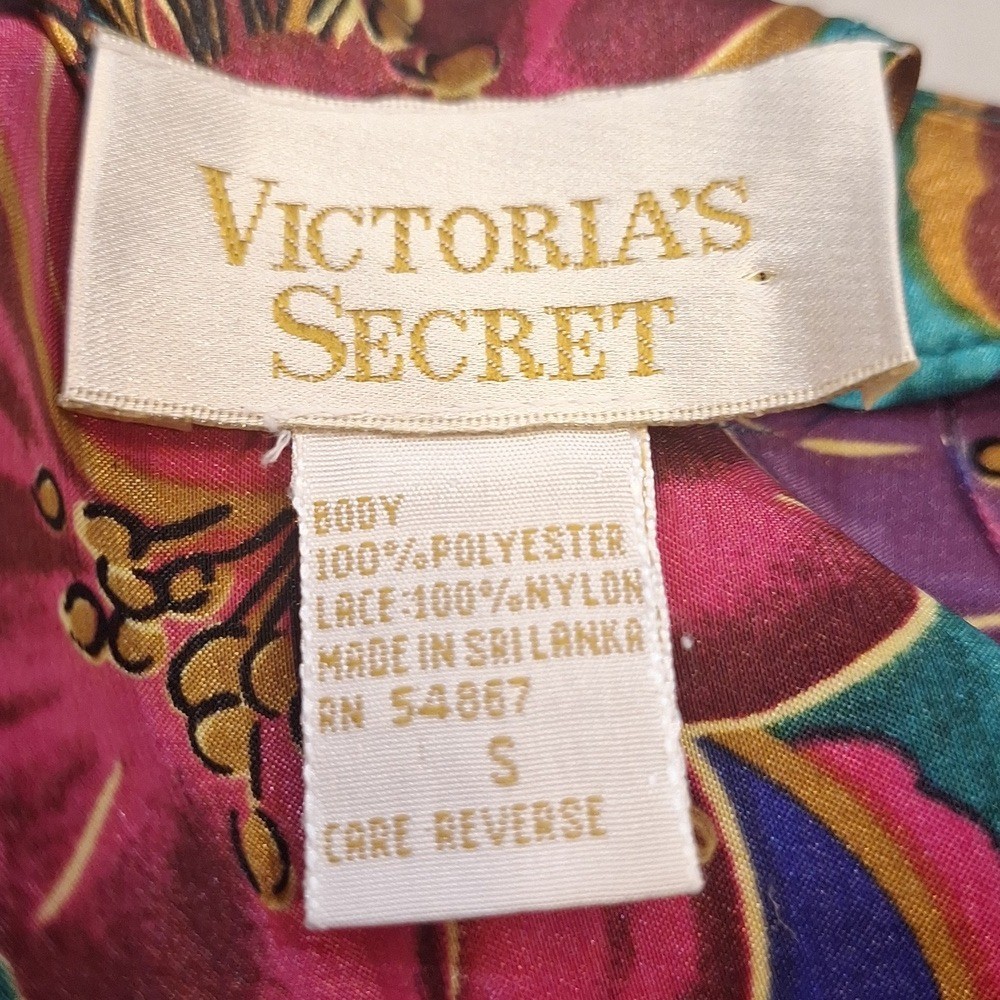 VICTORIA'S
SECRET
BODY
100%POLYESTER
LACE:100%NYLON
MADE IN SRI LANKA
RN 54867
S
CARE REVERSE